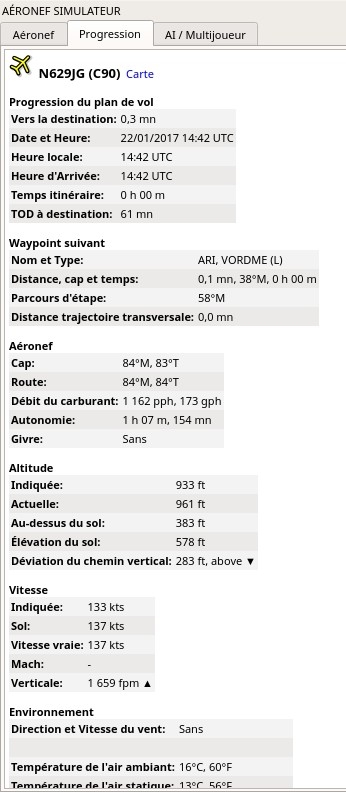 AÉRONEF SIMULATEUR
Aéronef Progression AI / Multijoueur
N629JG (C90) Carte
Progression du plan de vol
Vers la destination: 0,3 mn
Date et Heure: 22/01/2017 14:42 UTC
Heure locale: 14:42 UTC
Heure d'Arrivée: 14:42 UTC
Temps itinéraire: 0 h 00 m
TOD à destination: 61 mn
Waypoint suivant
Nom et Type: ARI, VORDME (L)
Distance, cap et temps: 0,1 mn, 38°M, 0 h 00 m
Parcours d'étape: 58°M
Distance trajectoire transversale: 0,0 mn
Aéronef
Cap: 84°M, 83°T
Route: 84°M, 84°T
Débit du carburant: 1 162 pph, 173 gph
Autonomie: 1 h 07 m, 154 mn
Givre: Sans
Altitude
Indiquée: 933 ft
Actuelle: 961 ft
Au-dessus du sol: 383 ft
Élévation du sol: 578 ft
Déviation du chemin vertical: 283 ft, above ▼
Vitesse
Indiquée: 133 kts
Sol: 137 kts
Vitesse vraie: 137 kts
Mach: -
Verticale: 1 659 fpm ▲
Environnement
Direction et Vitesse du vent: Sans
Température de l'air ambiant: 16°C, 60°F
Température de l'air statique: 13°C, 56°F